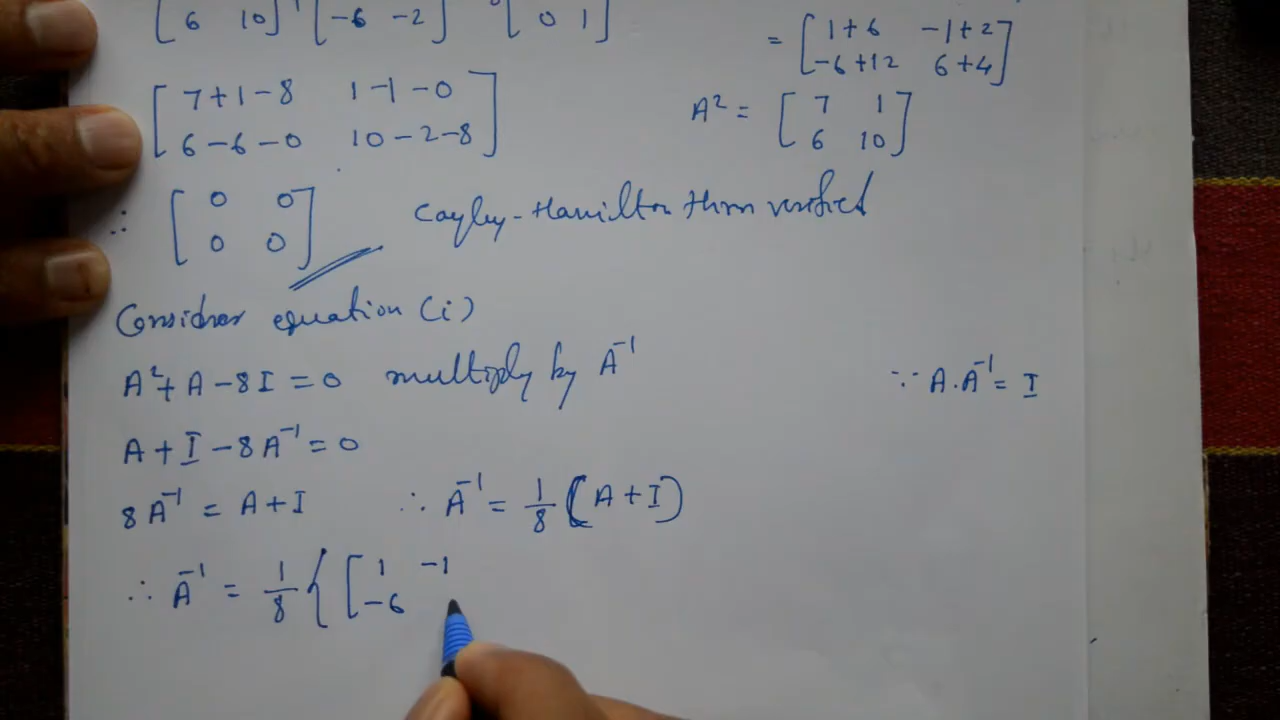 [ 6 10 ] + [ -6 -2 ] [ 0 1 ]
= [ 1+6 -1+2
-6+12 6+4 ]
A² = [ 7 1
6 10 ]
[ 7+1-8 1-1-0
6-6-0 10-2-8 ]
∴ [ 0 0
0 0 ]
Cayley-Hamilton thm verified
Consider equation (i)
A²+A-8I=0 multiply by A⁻¹ ∵ A.A⁻¹= I
A+I-8A⁻¹=0
8A⁻¹ = A+I ∴ A⁻¹ = 1/8 (A+I)
∴ A⁻¹ = 1/8 { [ 1 -1
-6